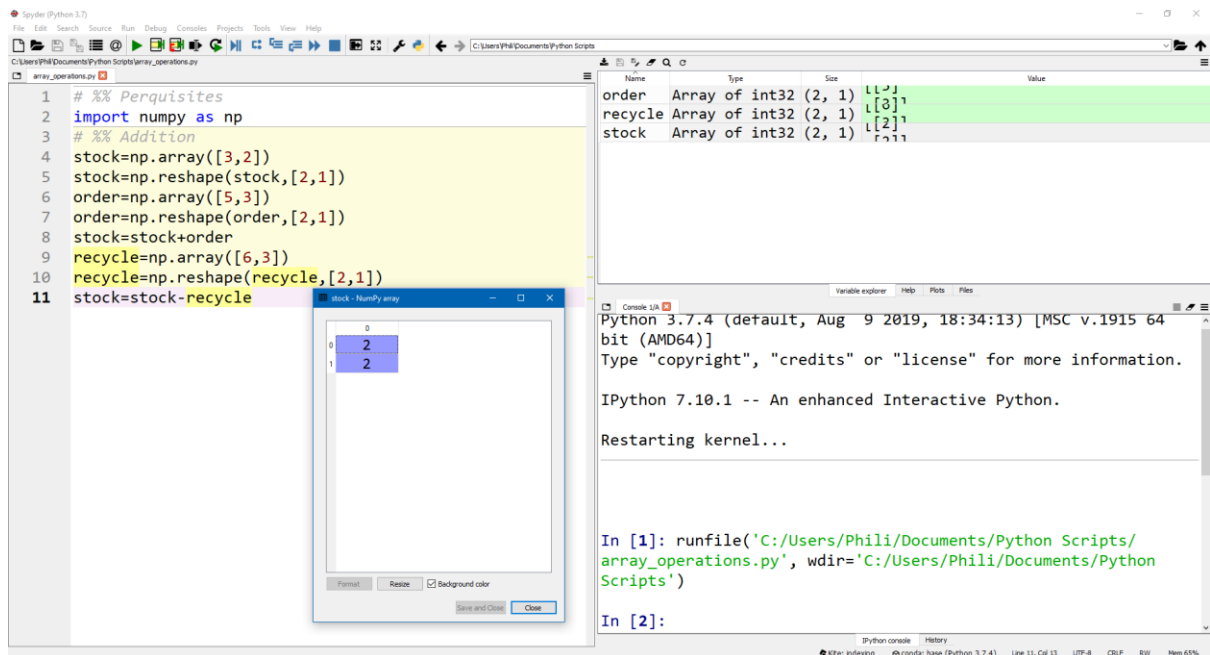 Spyder (Python 3.7)
File Edit Search Source Run Debug Consoles Projects Tools View Help
C:\Users\Phili\Documents\Python Scripts
C:\Users\Phili\Documents\Python Scripts\array_operations.py
array_operations.py
1 # %% Perquisites
2 import numpy as np
3 # %% Addition
4 stock=np.array([3,2])
5 stock=np.reshape(stock,[2,1])
6 order=np.array([5,3])
7 order=np.reshape(order,[2,1])
8 stock=stock+order
9 recycle=np.array([6,3])
10 recycle=np.reshape(recycle,[2,1])
11 stock=stock-recycle
stock - NumPy array
0
0 2
1 2
Format Resize Background color
Save and Close Close
Name Type Size Value
order Array of int32 (2, 1)
recycle Array of int32 (2, 1)
stock Array of int32 (2, 1) [[2]
Variable explorer Help Plots Files
Console 1/A
Python 3.7.4 (default, Aug 9 2019, 18:34:13) [MSC v.1915 64
bit (AMD64)]
Type "copyright", "credits" or "license" for more information.
IPython 7.10.1 -- An enhanced Interactive Python.
Restarting kernel...
In [1]: runfile('C:/Users/Phili/Documents/Python Scripts/
array_operations.py', wdir='C:/Users/Phili/Documents/Python
Scripts')
In [2]:
IPython console History
Kite: indexing conda: base (Python 3.7.4) Line 11, Col 13 UTF-8 CRLF RW Mem 65%